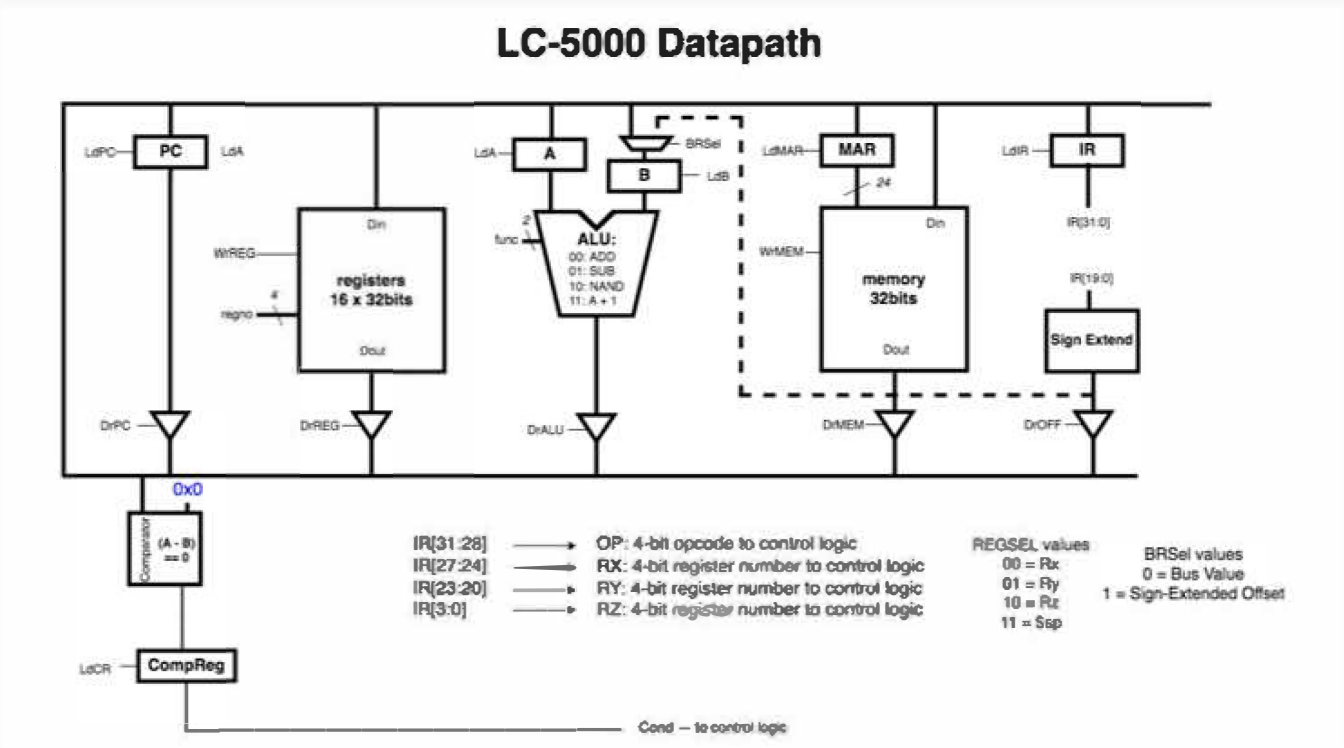 LC-5000 Datapath
LdPC
PC
LdA
LdA
A
BRSel
B
LdB
LdMAR
MAR
24
LdIR
IR
Din
WrREG
registers
16 x 32bits
4
regno
Dout
2
func
ALU:
00: ADD
01: SUB
10: NAND
11: A + 1
Din
WrMEM
memory
32bits
Dout
IR[31:0]
IR[19:0]
Sign Extend
DrPC
DrREG
DrALU
DrMEM
DrOFF
0x0
Comparator
(A - B)
== 0
IR[31:28] OP: 4-bit opcode to control logic
IR[27:24] RX: 4-bit register number to control logic
IR[23:20] RY: 4-bit register number to control logic
IR[3:0] RZ: 4-bit register number to control logic
REGSEL values
00 = Rx
01 = Ry
10 = Rz
11 = $sp
BRSel values
0 = Bus Value
1 = Sign-Extended Offset
LdCR
CompReg
Cond – to control logic